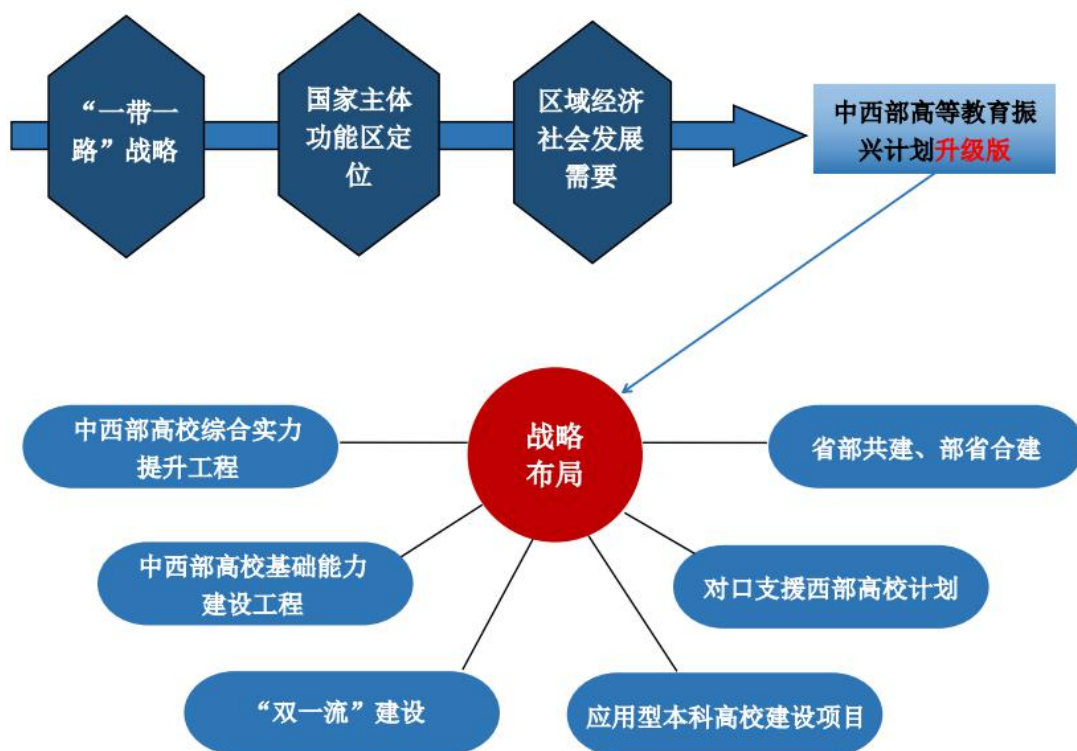 “一带一
路”战略
国家主体
功能区定
位
区域经济
社会发展
需要
中西部高等教育振
兴计划升级版
战略
布局
中西部高校综合实力
提升工程
省部共建、部省合建
中西部高校基础能力
建设工程
对口支援西部高校计划
“双一流”建设
应用型本科高校建设项目